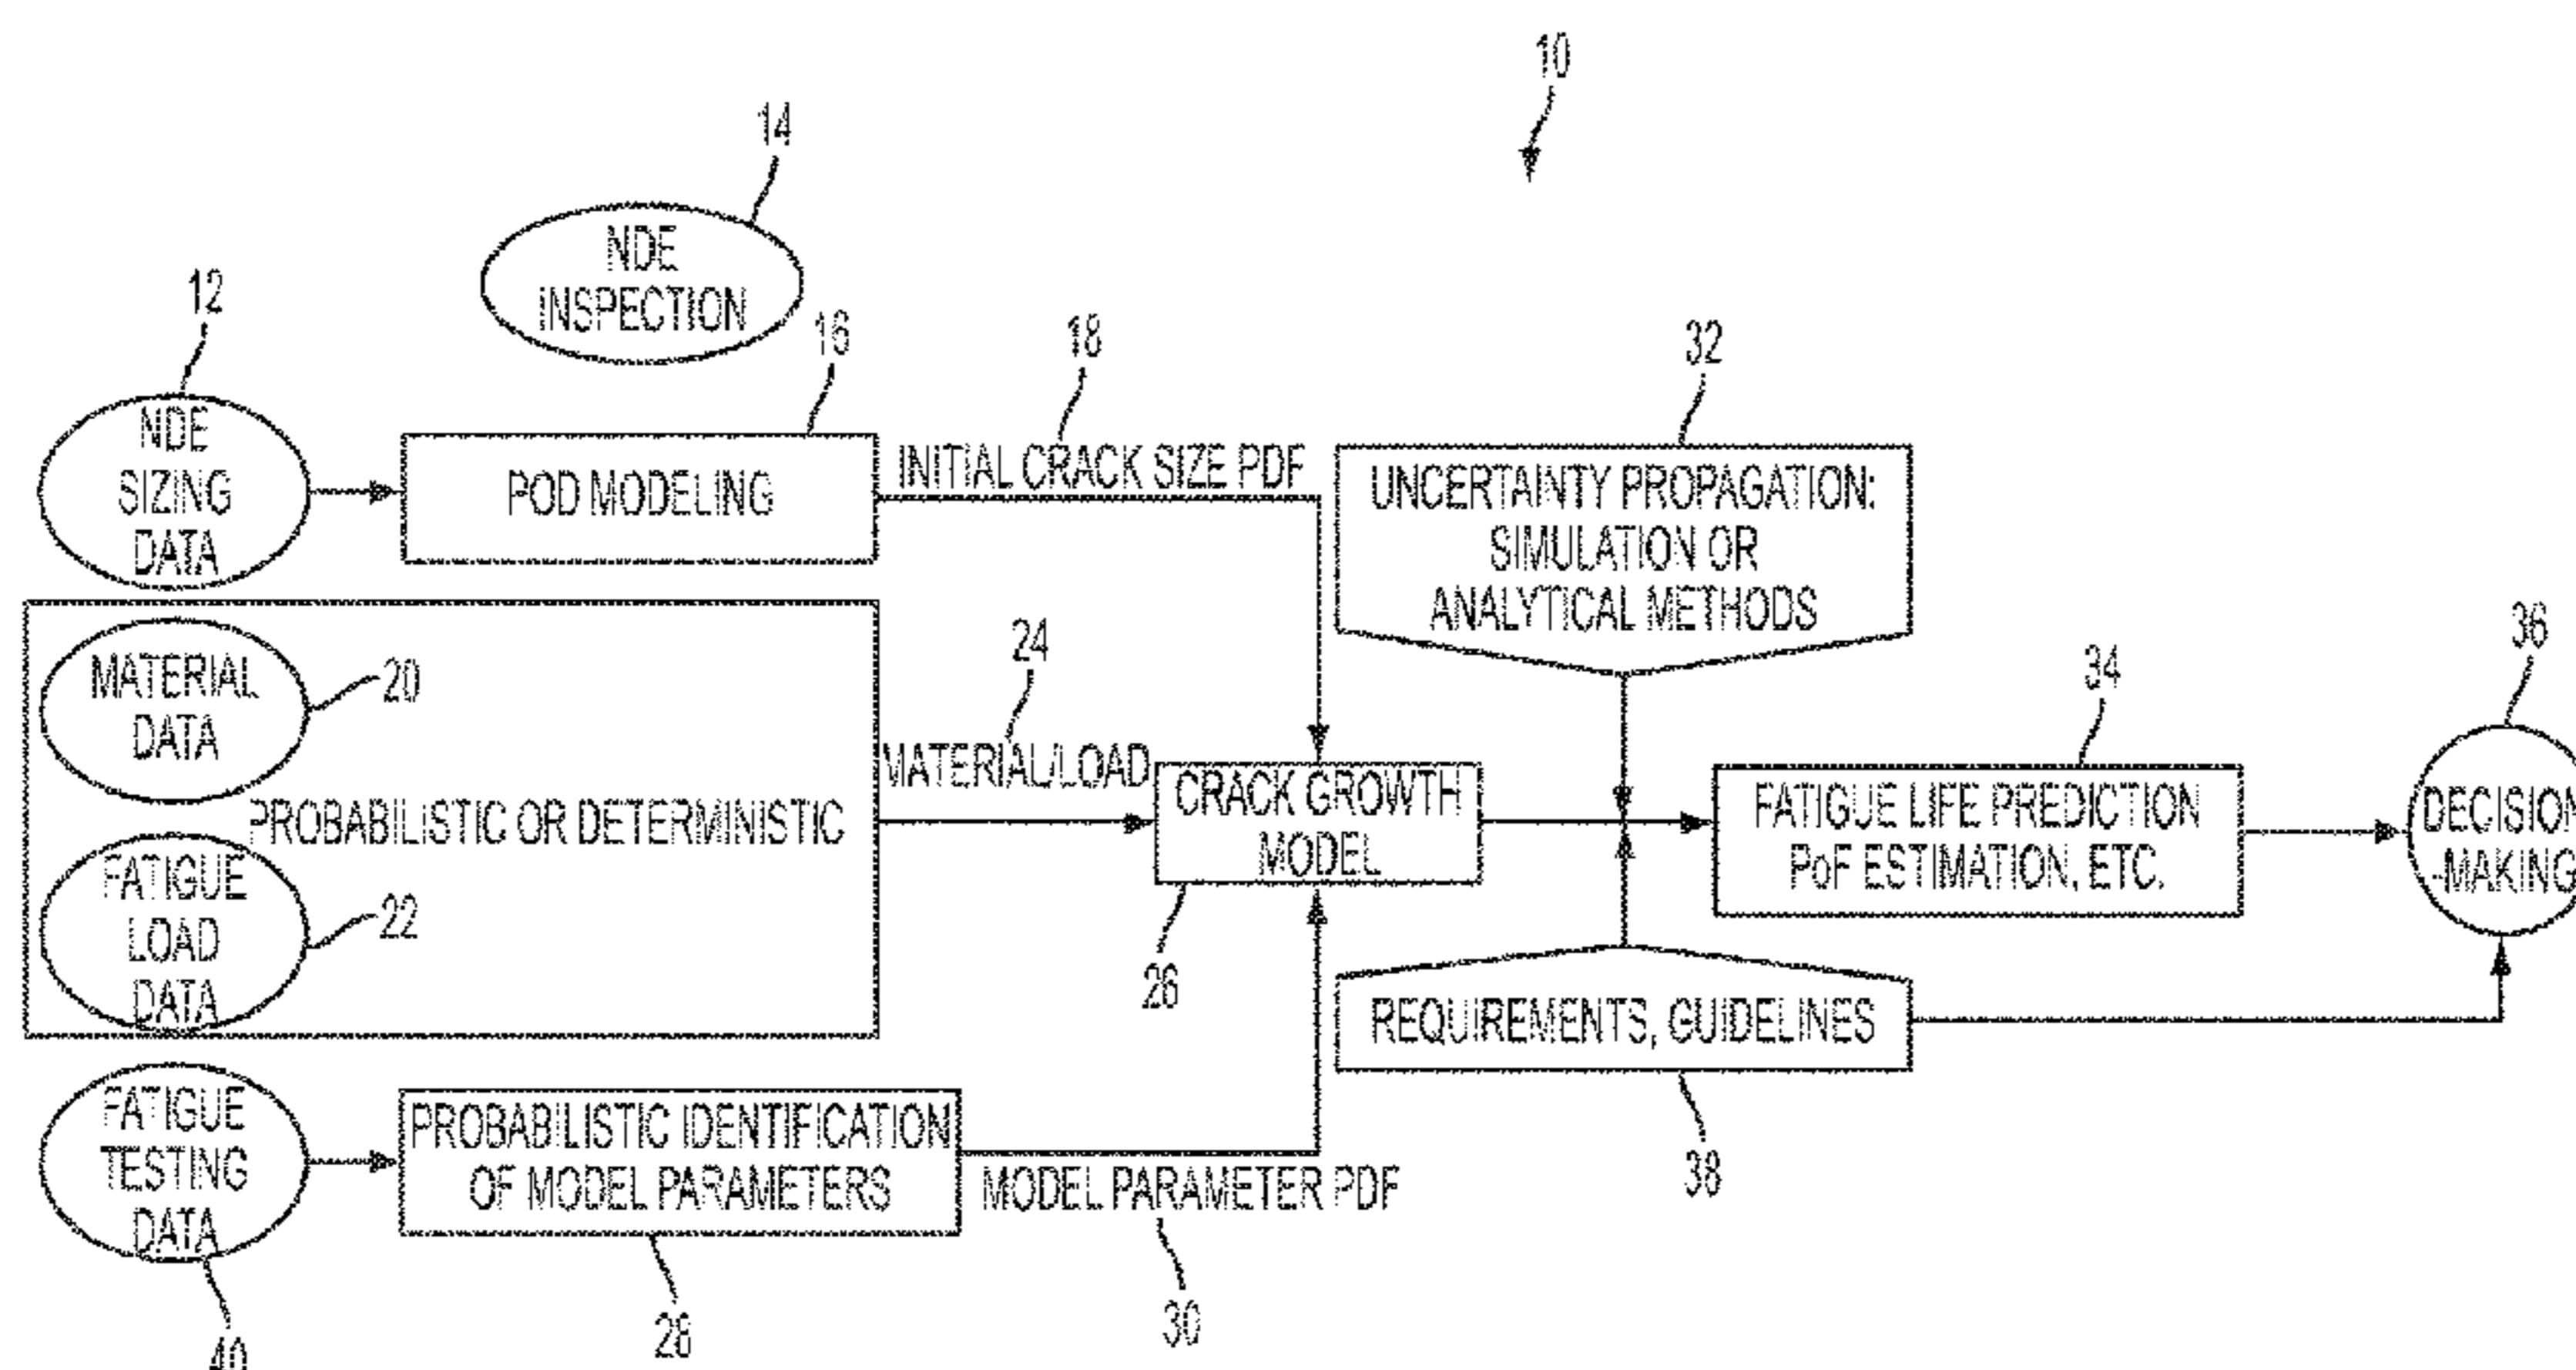 10
14
NDE
INSPECTION
12
16
18
32
NDE
SIZING
DATA
POD MODELING
INITIAL CRACK SIZE PDF
UNCERTAINTY PROPAGATION:
SIMULATION OR
ANALYTICAL METHODS
MATERIAL
DATA
20
24
34
36
PROBABILISTIC OR DETERMINISTIC
MATERIAL/LOAD
CRACK GROWTH
MODEL
26
FATIGUE LIFE PREDICTION
PoF ESTIMATION, ETC.
DECISION
-MAKING
FATIGUE
LOAD
DATA
22
REQUIREMENTS, GUIDELINES
38
FATIGUE
TESTING
DATA
40
PROBABILISTIC IDENTIFICATION
OF MODEL PARAMETERS
28
MODEL PARAMETER PDF
30